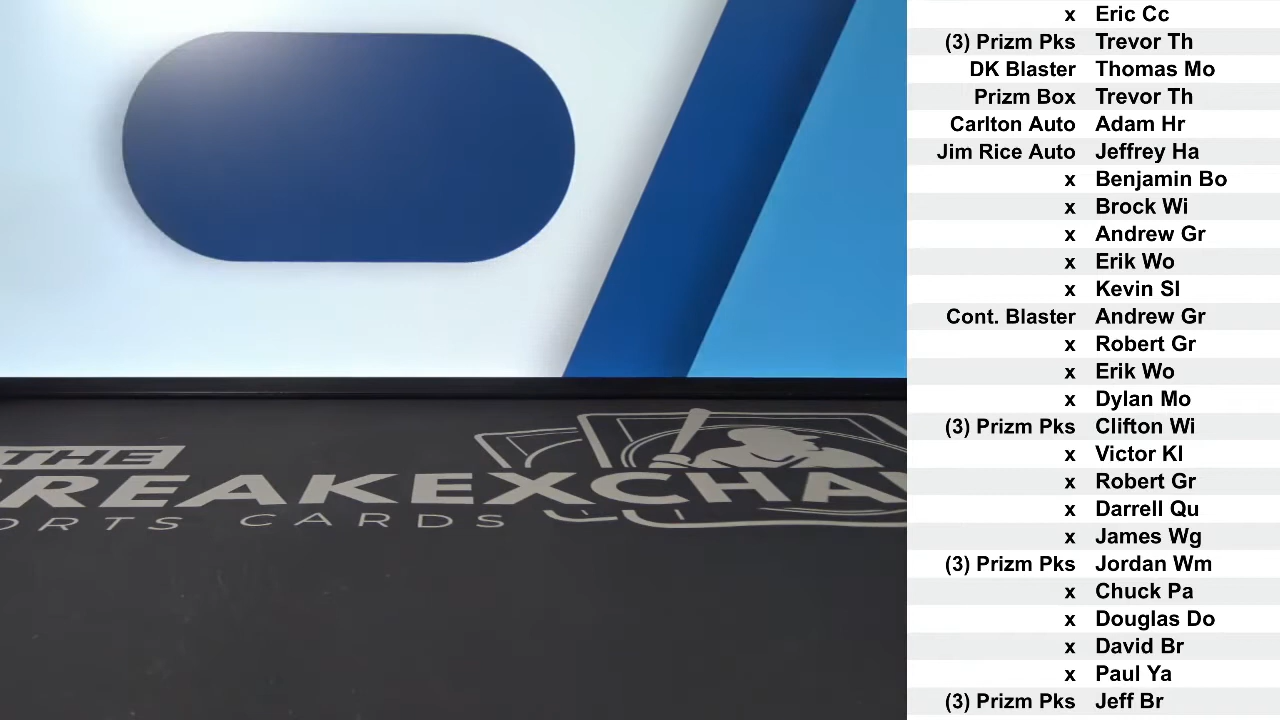 x Eric Cc
(3) Prizm Pks Trevor Th
DK Blaster Thomas Mo
Prizm Box Trevor Th
Carlton Auto Adam Hr
Jim Rice Auto Jeffrey Ha
x Benjamin Bo
x Brock Wi
x Andrew Gr
x Erik Wo
x Kevin Sl
Cont. Blaster Andrew Gr
x Robert Gr
x Erik Wo
x Dylan Mo
(3) Prizm Pks Clifton Wi
x Victor Kl
x Robert Gr
x Darrell Qu
x James Wg
(3) Prizm Pks Jordan Wm
x Chuck Pa
x Douglas Do
x David Br
x Paul Ya
(3) Prizm Pks Jeff Br
THE
REAKEXCHA
ORTS CARDS